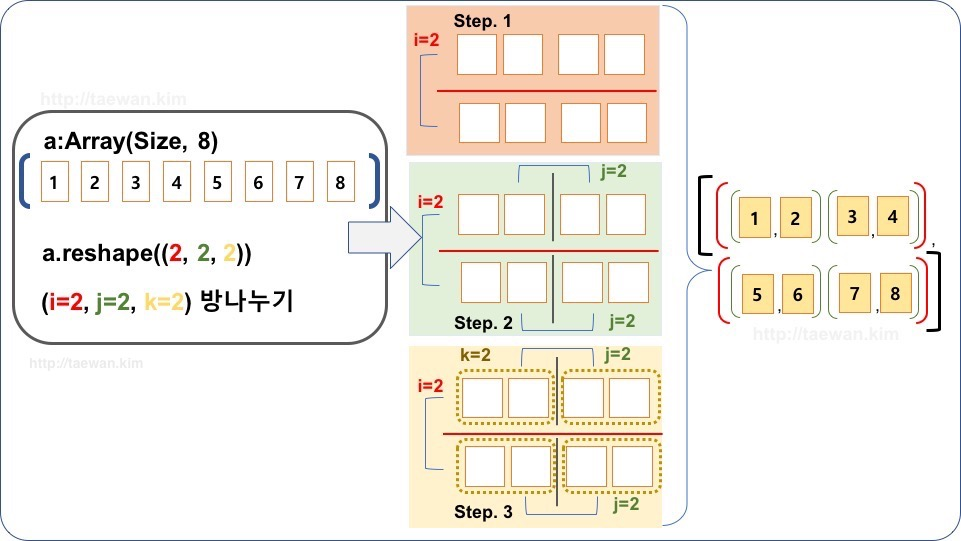 http://taewan.kim
a:Array(Size, 8)
1 2 3 4 5 6 7 8
a.reshape((2, 2, 2))
(i=2, j=2, k=2) 방나누기
http://taewan.kim
Step. 1
i=2
j=2
i=2
Step. 2
j=2
k=2
j=2
i=2
Step. 3
j=2
1 , 2 3 , 4 ,
5 , 6 7 , 8
http://taewan.kim